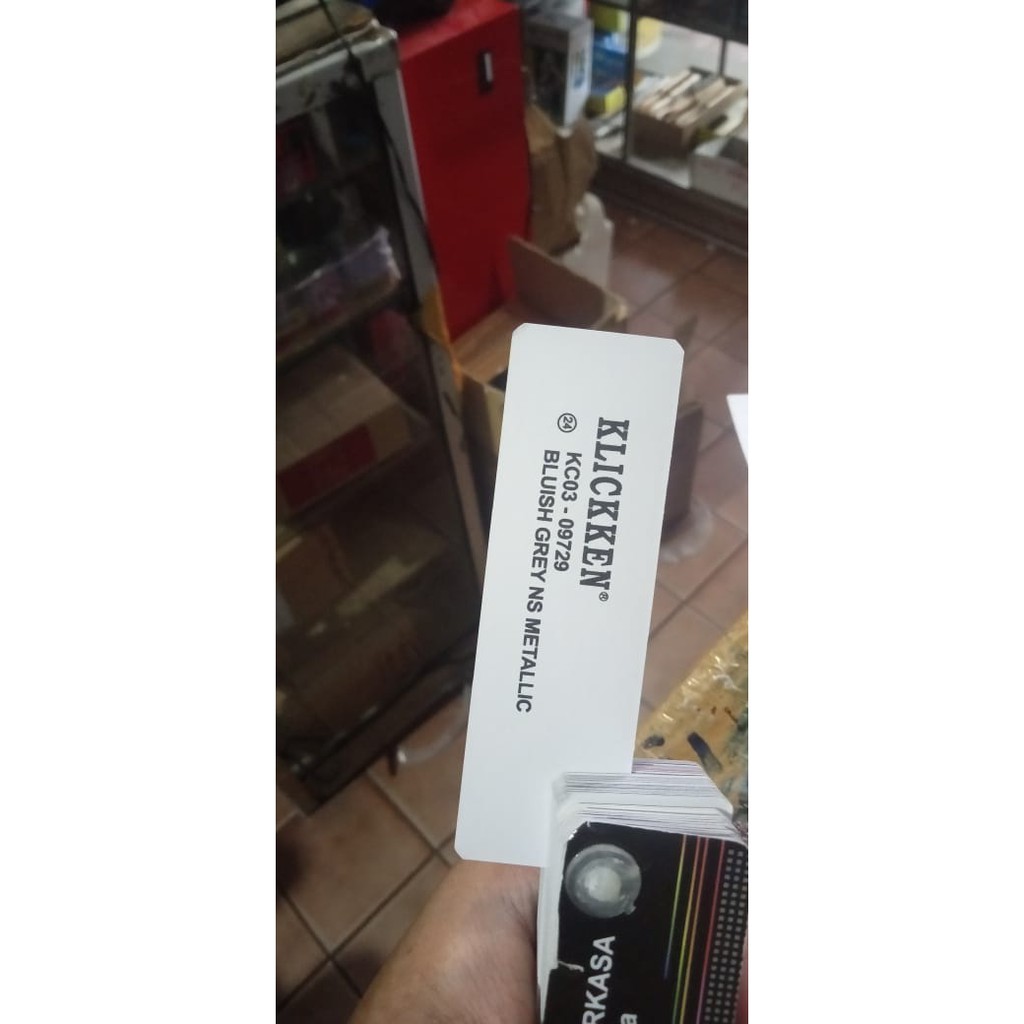 KLICKKEN®
24 KC03 - 09729
BLUISH GREY NS METALLIC
RKASA
a